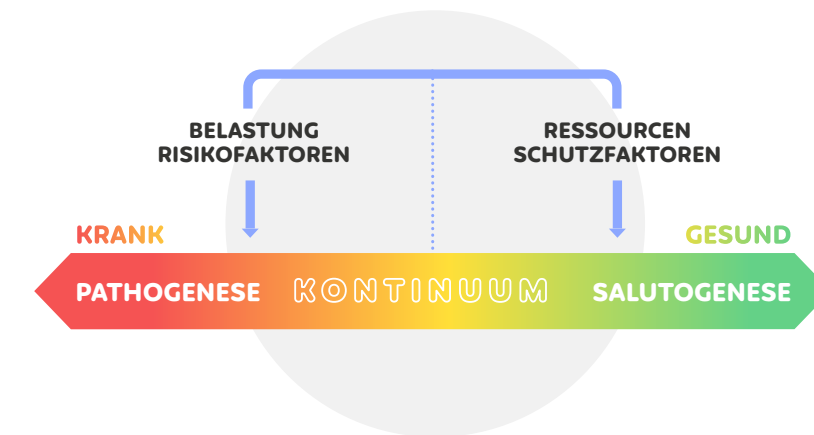 BELASTUNG
RISIKOFAKTOREN
RESSOURCEN
SCHUTZFAKTOREN
KRANK
GESUND
PATHOGENESE
KONTINUUM
SALUTOGENESE